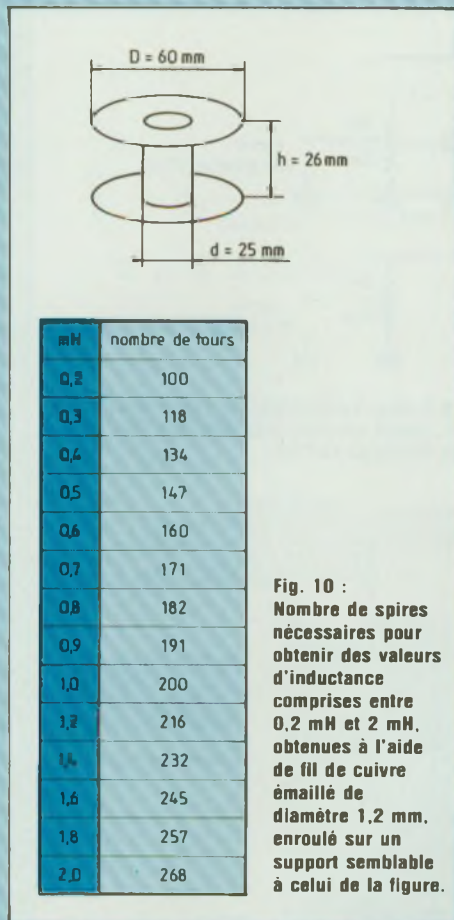 D = 60 mm
h = 26 mm
d = 25 mm
mH nombre de tours
0,2 100
0,3 118
0,4 134
0,5 147
0,6 160
0,7 171
0,8 182
0,9 191
1,0 200
1,2 216
1,4 232
1,6 245
1,8 257
2,0 268
Fig. 10 :
Nombre de spires
nécessaires pour
obtenir des valeurs
d'inductance
comprises entre
0,2 mH et 2 mH,
obtenues à l'aide
de fil de cuivre
émaillé de
diamètre 1,2 mm,
enroulé sur un
support semblable
à celui de la figure.